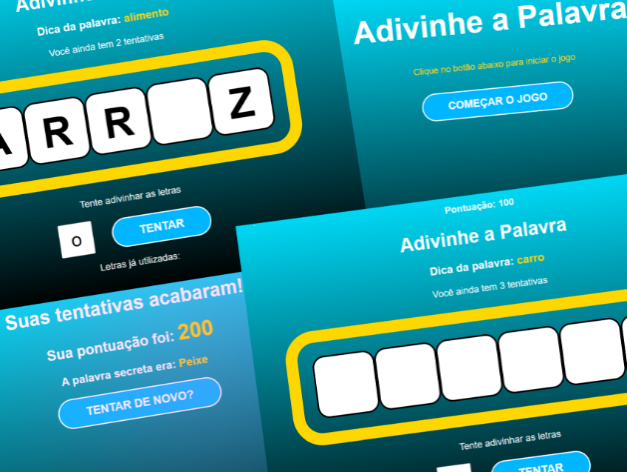 Adivinh
Dica da palavra: alimento
Você ainda tem 2 tentativas
A R R Z
Tente adivinhar as letras
o TENTAR
Letras já utilizadas:
Adivinhe a Palavra
Clique no botão abaixo para iniciar o jogo
COMEÇAR O JOGO
Suas tentativas acabaram!
Sua pontuação foi: 200
A palavra secreta era: Peixe
TENTAR DE NOVO?
Pontuação: 100
Adivinhe a Palavra
Dica da palavra: carro
Você ainda tem 3 tentativas
Tente adivinhar as letras
TENTAR